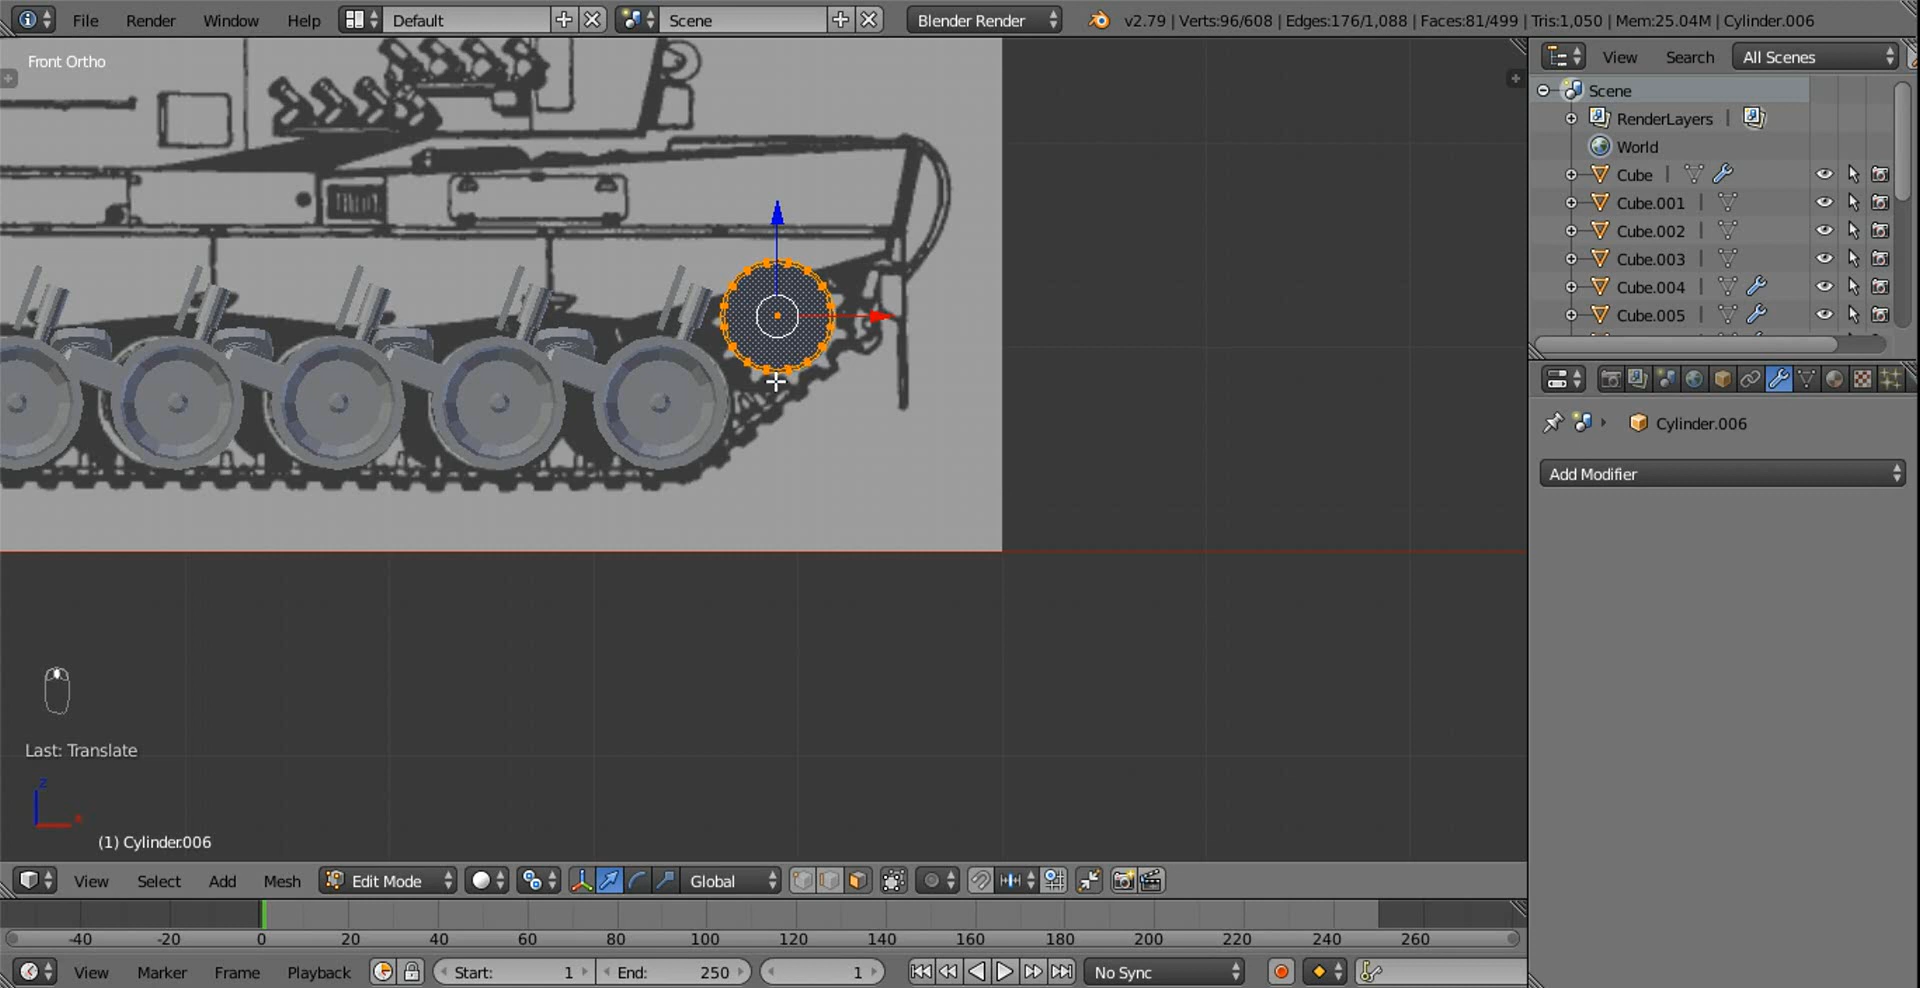 File Render Window Help Default Scene Blender Render v2.79 | Verts:96/608 | Edges:176/1,088 | Faces:81/499 | Tris:1,050 | Mem:25.04M | Cylinder.006
Front Ortho
View Search All Scenes
Scene
RenderLayers |
World
Cube |
Cube.001 |
Cube.002 |
Cube.003 |
Cube.004 |
Cube.005 |
Cylinder.006
Add Modifier
Last: Translate
z
x
(1) Cylinder.006
View Select Add Mesh Edit Mode Global
-40 -20 0 20 40 60 80 100 120 140 160 180 200 220 240 260
View Marker Frame Playback Start: 1 End: 250 1 No Sync